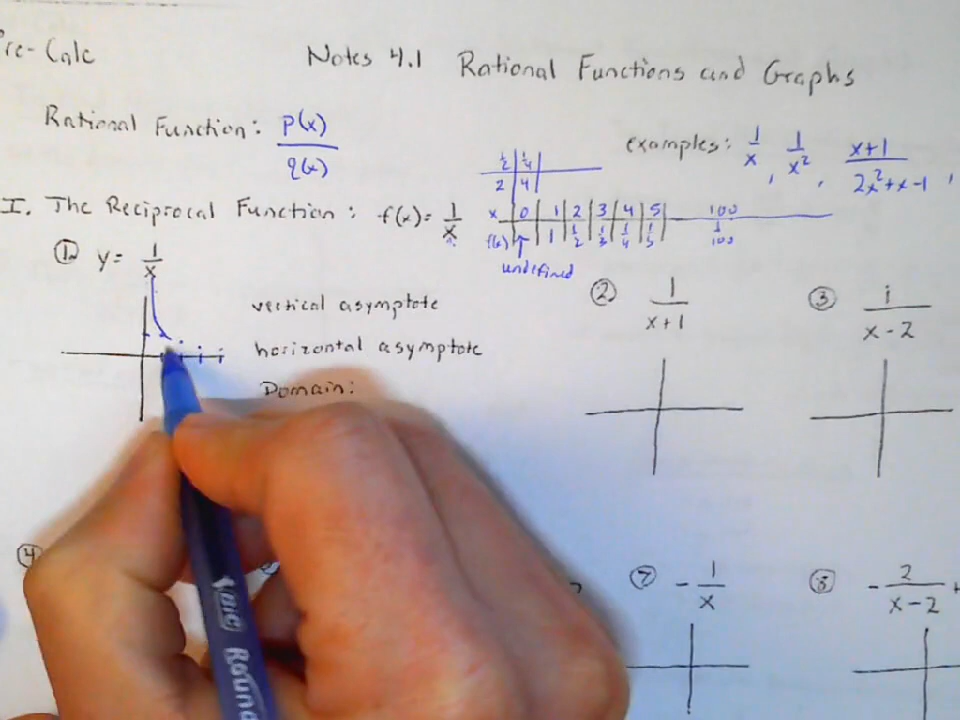 Pre-Calc Notes 4.1 Rational Functions and Graphs
Rational Function: p(x)/q(x) examples: 1/x, 1/x², x+1/2x²+x-1,
1/2 1/4
2 4
I. The Reciprocal Function: f(x)= 1/x
x 0 1 2 3 4 5 100
f(x) 1 1/2 1/3 1/4 1/5 1/100
undefined
① y= 1/x
vertical asymptote
horizontal asymptote
Domain:
② 1/x+1
③ 1/x-2
④
⑦ - 1/x
⑧ - 2/x-2 +
BIC Round